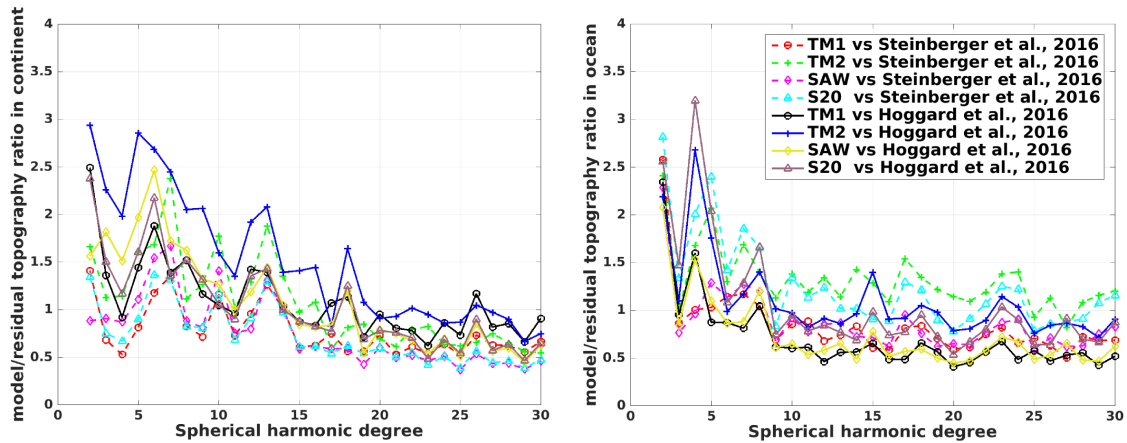 model/residual topography ratio in continent
4
3.5
3
2.5
2
1.5
1
0.5
0
0 5 10 15 20 25 30
Spherical harmonic degree
model/residual topography ratio in ocean
4
3.5
3
2.5
2
1.5
1
0.5
0
TM1 vs Steinberger et al., 2016
TM2 vs Steinberger et al., 2016
SAW vs Steinberger et al., 2016
S20 vs Steinberger et al., 2016
TM1 vs Hoggard et al., 2016
TM2 vs Hoggard et al., 2016
SAW vs Hoggard et al., 2016
S20 vs Hoggard et al., 2016
0 5 10 15 20 25 30
Spherical harmonic degree